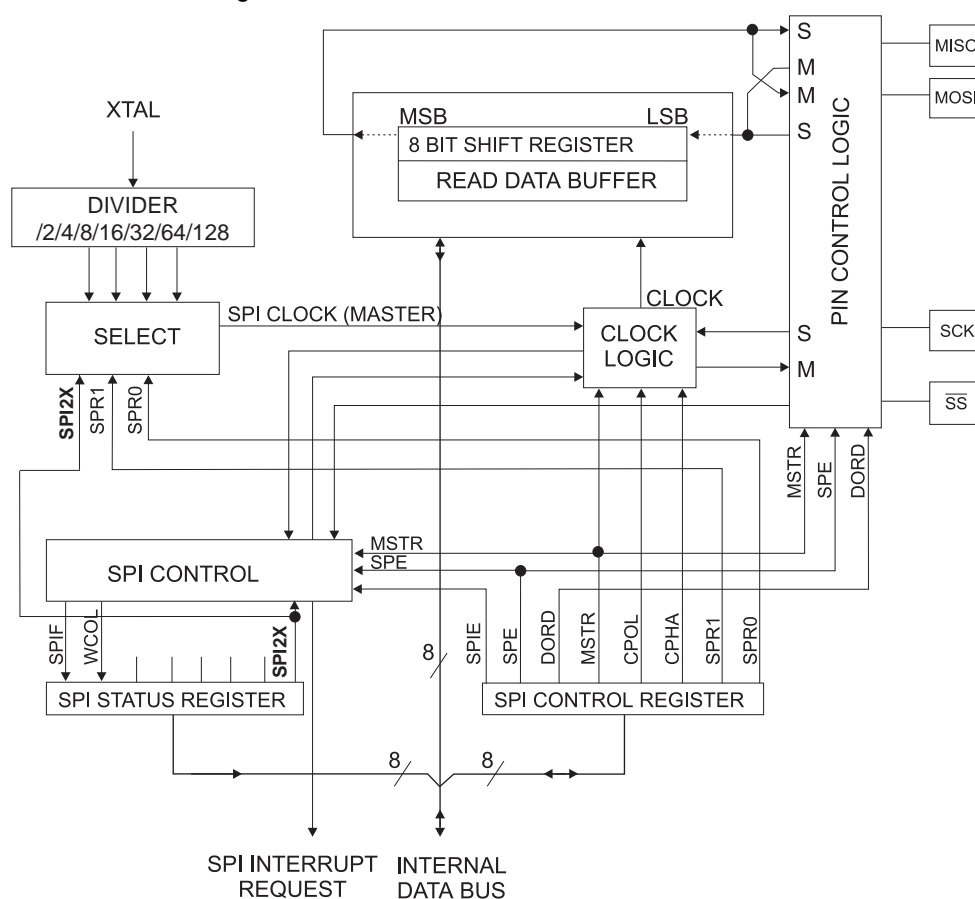 S
MISO
M
M
MOSI
XTAL
MSB
LSB
S
8 BIT SHIFT REGISTER
READ DATA BUFFER
DIVIDER
/2/4/8/16/32/64/128
PIN CONTROL LOGIC
SPI CLOCK (MASTER)
CLOCK
SELECT
CLOCK
LOGIC
S
SCK
M
SPI2X
SPR1
SPR0
SS
MSTR
SPE
DORD
MSTR
SPE
SPI CONTROL
SPIF
WCOL
SPI2X
8
SPIE
SPE
DORD
MSTR
CPOL
CPHA
SPR1
SPR0
SPI STATUS REGISTER
SPI CONTROL REGISTER
8
8
SPI INTERRUPT
REQUEST
INTERNAL
DATA BUS